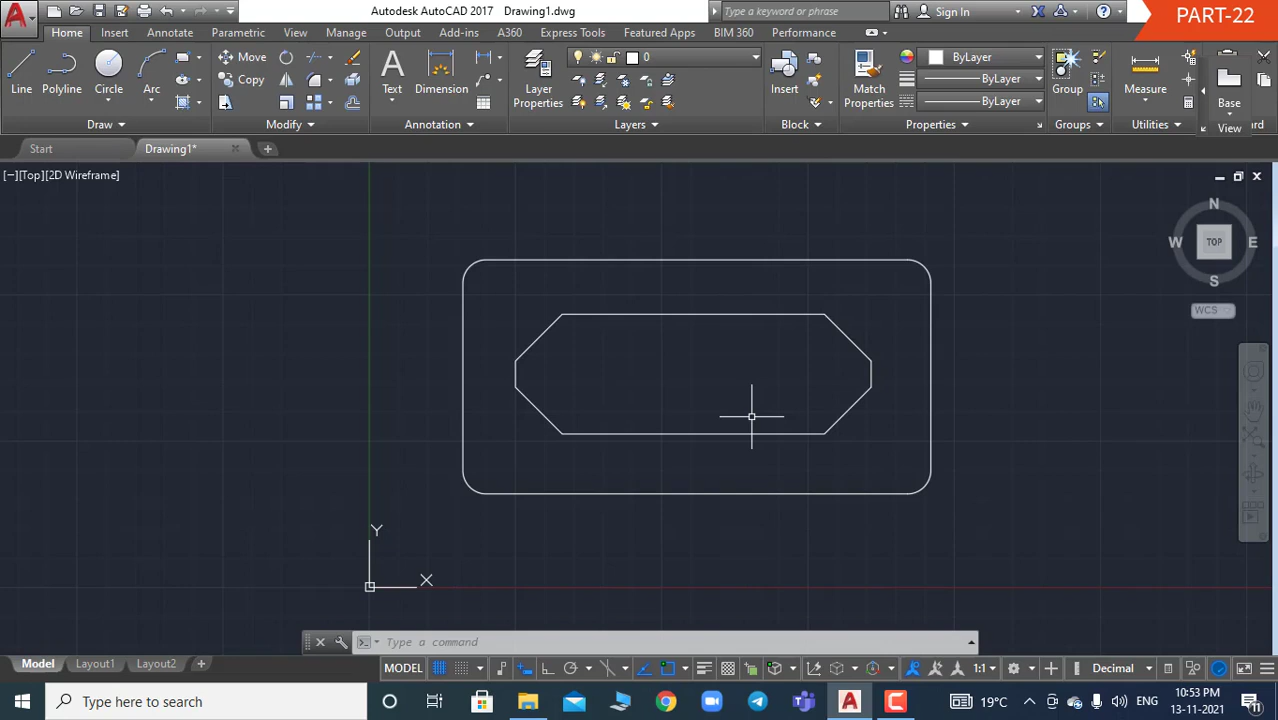 Autodesk AutoCAD 2017 Drawing1.dwg
Type a keyword or phrase
Sign In
PART-22
Home Insert Annotate Parametric View Manage Output Add-ins A360 Express Tools Featured Apps BIM 360 Performance
Line
Polyline
Circle
Arc
Move
Copy
Text
Dimension
Layer
Properties
0
Insert
Match
Properties
ByLayer
ByLayer
ByLayer
Group
Measure
Base
Draw
Modify
Annotation
Layers
Block
Properties
Groups
Utilities
View
Start
Drawing1*
[−][Top][2D Wireframe]
N
W
TOP
E
S
WCS
Y
X
Type a command
Model Layout1 Layout2
MODEL
1:1
Decimal
Type here to search
19°C
ENG
10:53 PM
13-11-2021
11